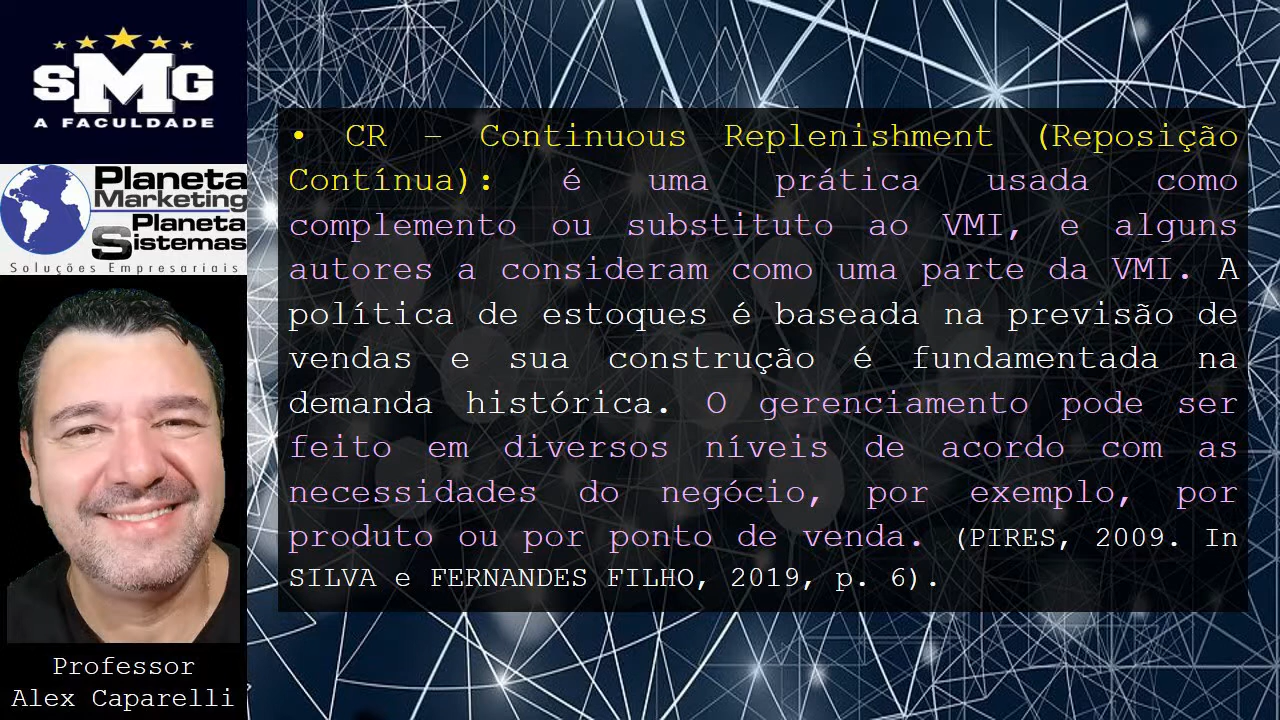 SMG
A FACULDADE
Planeta
Marketing
Planeta
Sistemas
Soluções Empresariais
• CR – Continuous Replenishment (Reposição
Contínua): é uma prática usada como
complemento ou substituto ao VMI, e alguns
autores a consideram como uma parte da VMI. A
política de estoques é baseada na previsão de
vendas e sua construção é fundamentada na
demanda histórica. O gerenciamento pode ser
feito em diversos níveis de acordo com as
necessidades do negócio, por exemplo, por
produto ou por ponto de venda. (PIRES, 2009. In
SILVA e FERNANDES FILHO, 2019, p. 6).
Professor
Alex Caparelli